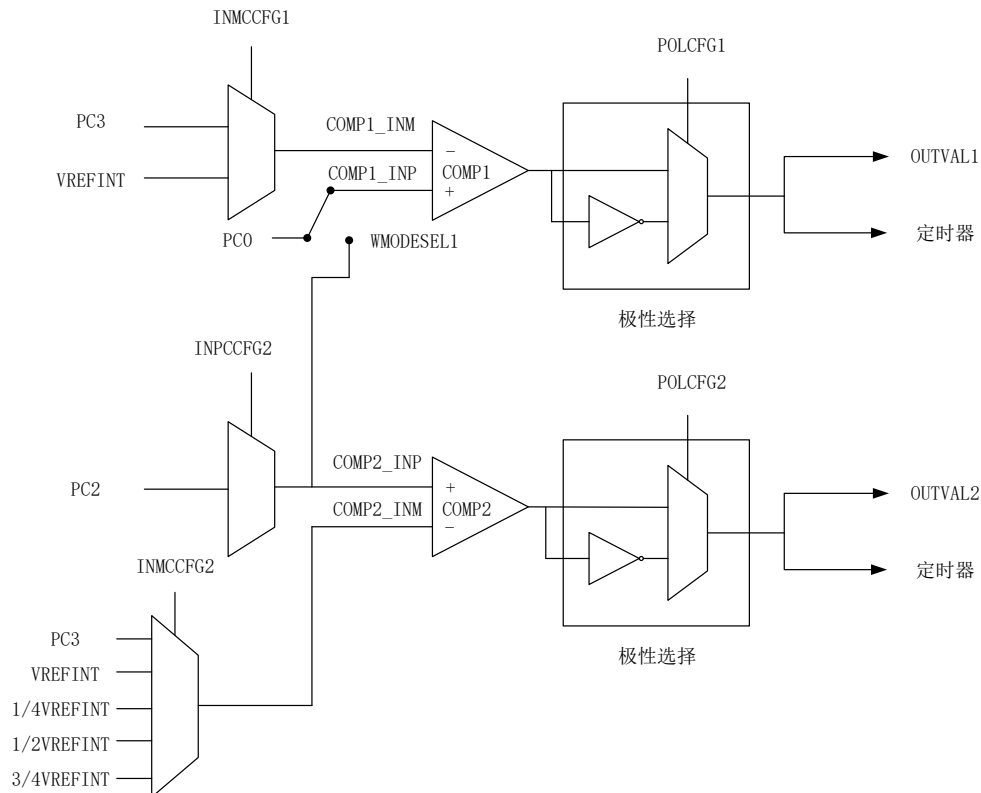 INMCCFG1
POLCFG1
PC3
COMP1_INM
VREFINT
COMP1_INP
−
COMP1
+
OUTVAL1
PC0
WMODESEL1
定时器
极性选择
INPCCFG2
POLCFG2
PC2
COMP2_INP
COMP2_INM
+
COMP2
−
OUTVAL2
定时器
INMCCFG2
极性选择
PC3
VREFINT
1/4VREFINT
1/2VREFINT
3/4VREFINT